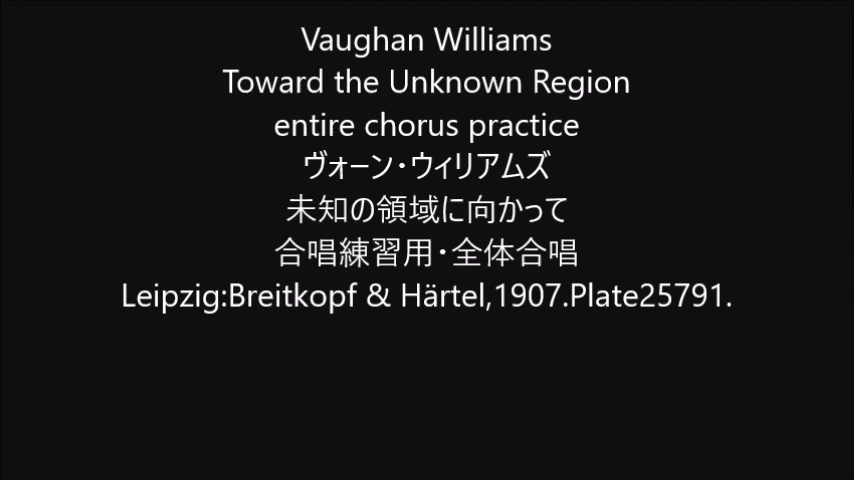 Vaughan Williams
Toward the Unknown Region
entire chorus practice
ヴォーン・ウィリアムズ
未知の領域に向かって
合唱練習用・全体合唱
Leipzig:Breitkopf & Härtel,1907.Plate25791.